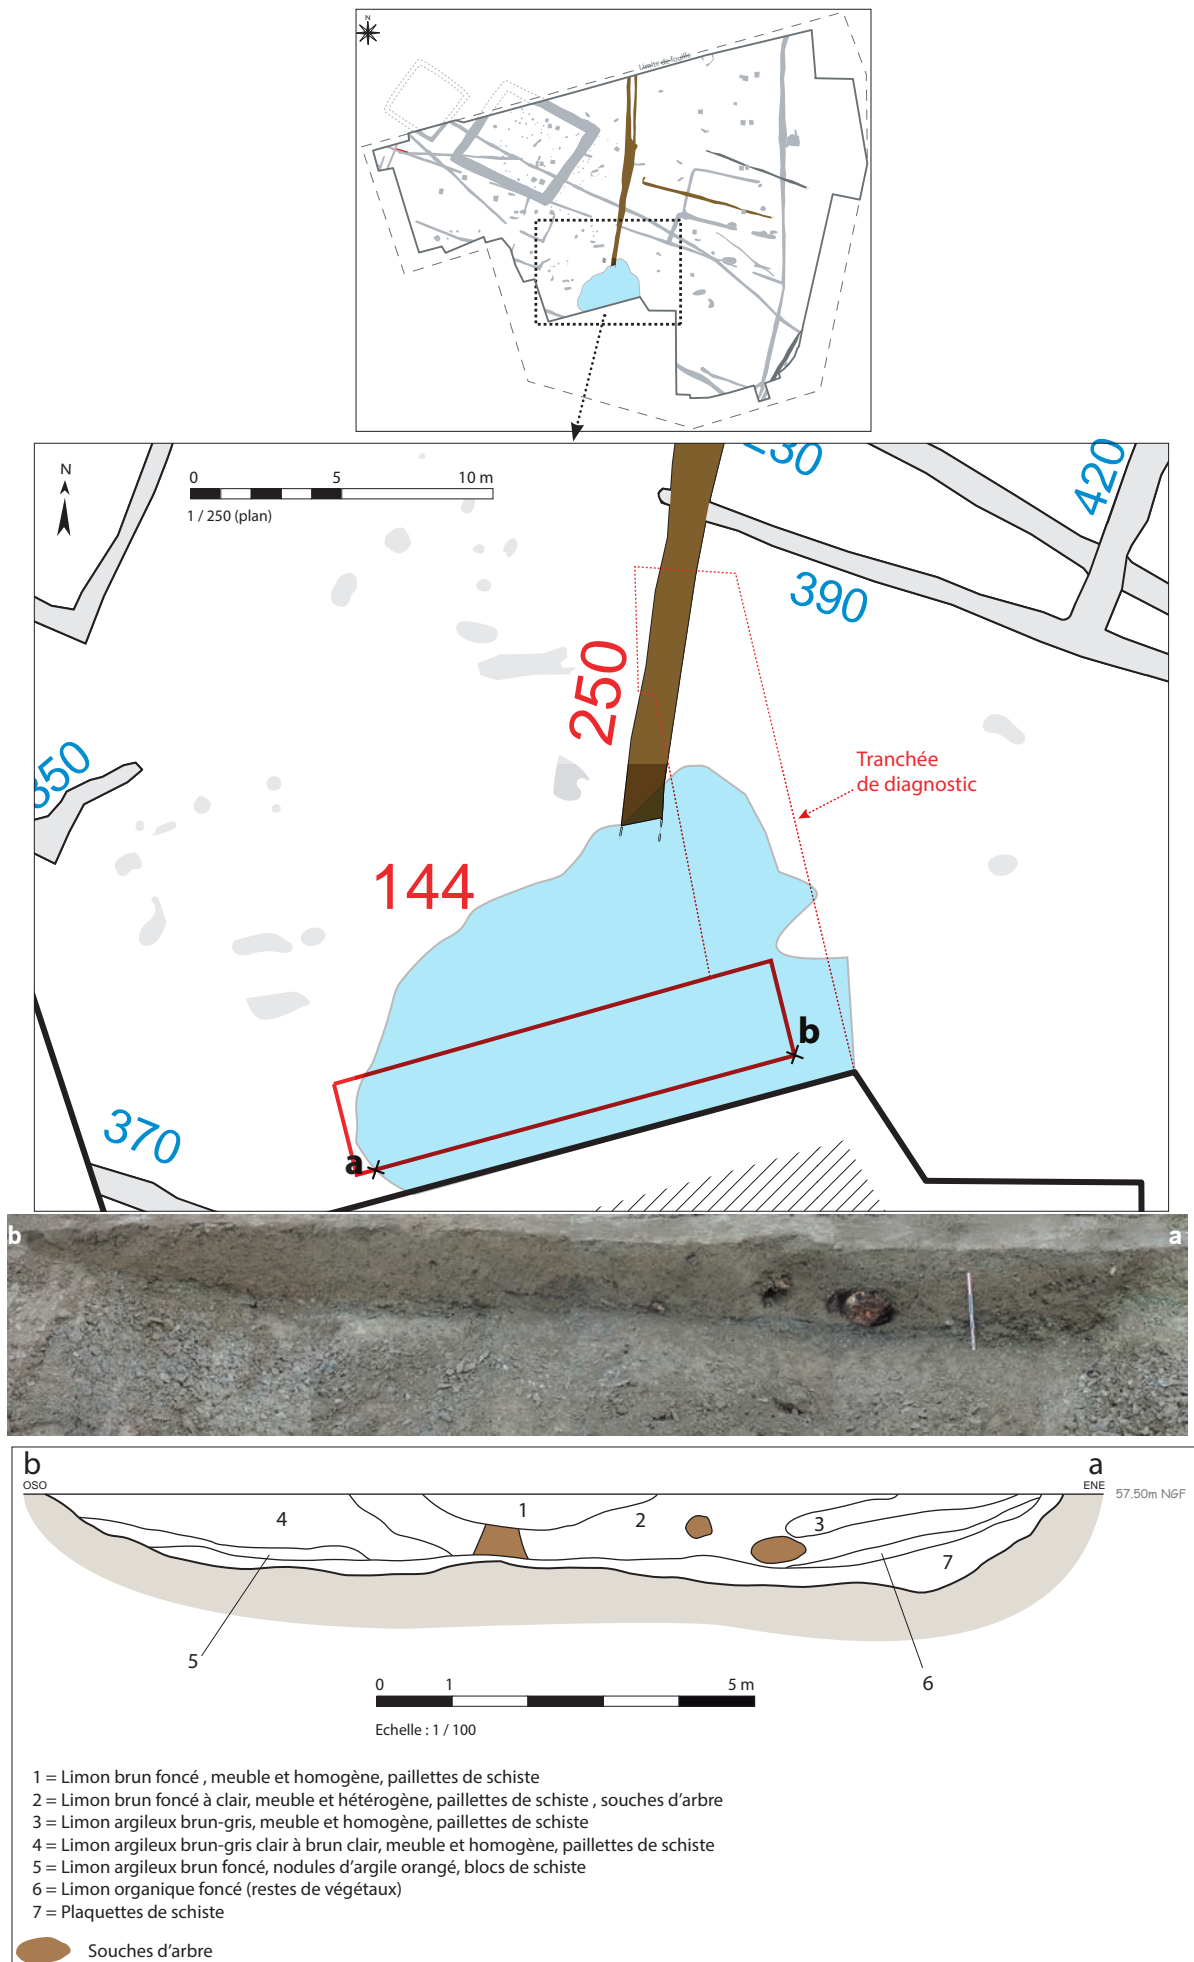 N
Limite de fouille
N
0 5 10 m
1 / 250 (plan)
230
420
390
250
350
Tranchée
de diagnostic
144
b
a
370
b a
b a
OSO ENE
57.50m NGF
1
2
3
4
7
5
6
0 1 5 m
Echelle : 1 / 100
1 = Limon brun foncé , meuble et homogène, paillettes de schiste
2 = Limon brun foncé à clair, meuble et hétérogène, paillettes de schiste , souches d'arbre
3 = Limon argileux brun-gris, meuble et homogène, paillettes de schiste
4 = Limon argileux brun-gris clair à brun clair, meuble et homogène, paillettes de schiste
5 = Limon argileux brun foncé, nodules d'argile orangé, blocs de schiste
6 = Limon organique foncé (restes de végétaux)
7 = Plaquettes de schiste
Souches d'arbre